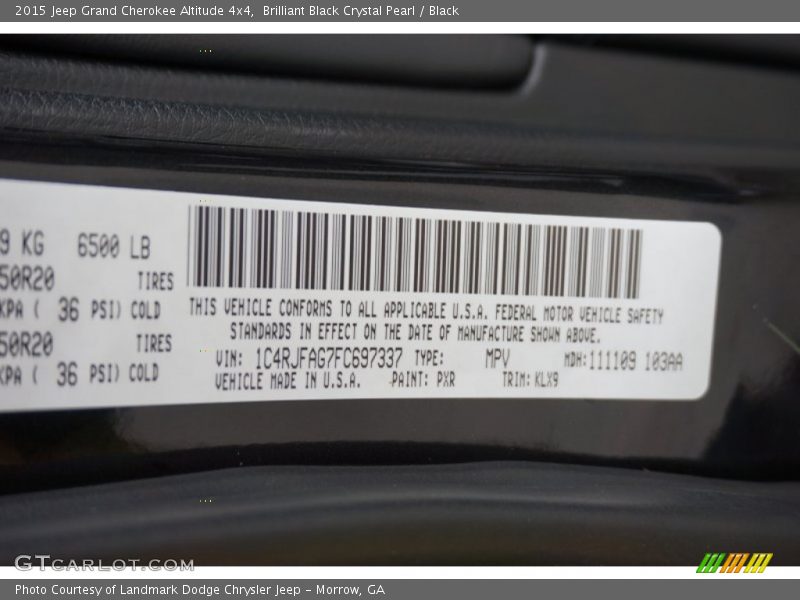 2015 Jeep Grand Cherokee Altitude 4x4, Brilliant Black Crystal Pearl / Black
9 KG 6500 LB
50R20 TIRES
KPA ( 36 PSI) COLD
50R20 TIRES
KPA ( 36 PSI) COLD
THIS VEHICLE CONFORMS TO ALL APPLICABLE U.S.A. FEDERAL MOTOR VEHICLE SAFETY
STANDARDS IN EFFECT ON THE DATE OF MANUFACTURE SHOWN ABOVE.
VIN: 1C4RJFAG7FC697337 TYPE: MPV MDH:111109 103AA
VEHICLE MADE IN U.S.A. PAINT: PXR TRIM:KLX9
GTCARLOT.COM
Photo Courtesy of Landmark Dodge Chrysler Jeep – Morrow, GA